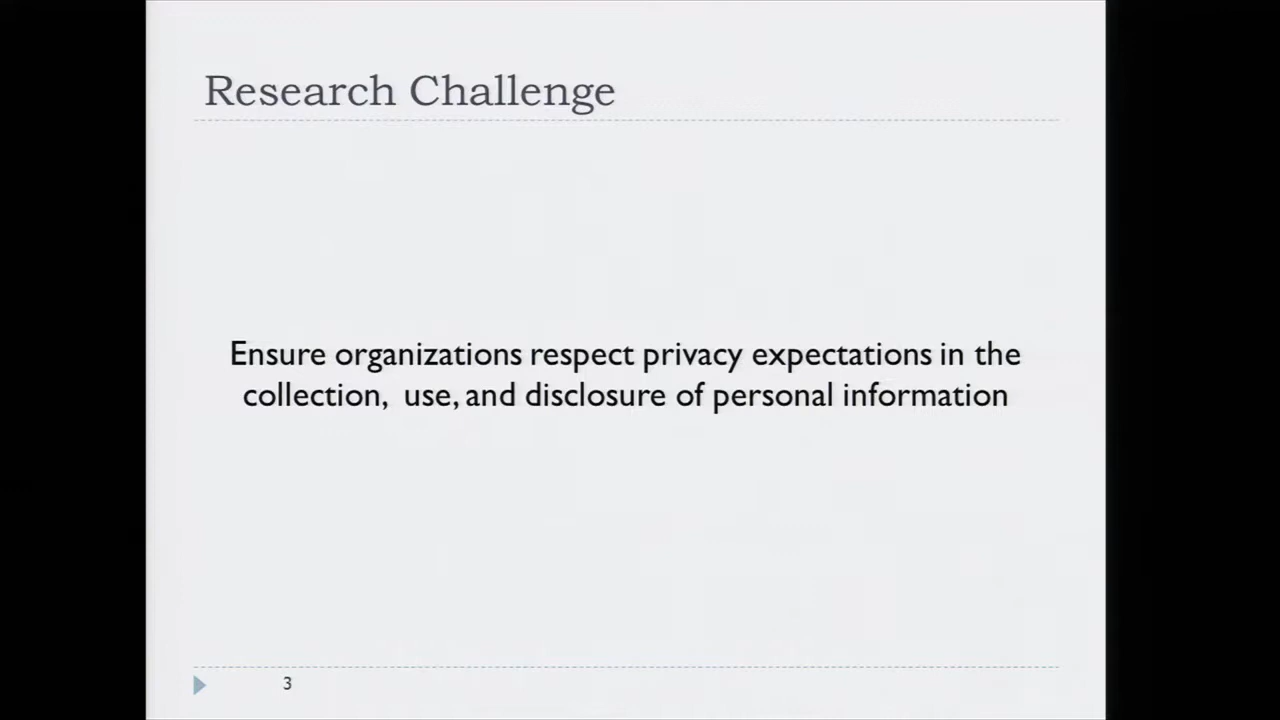 Research Challenge
Ensure organizations respect privacy expectations in the
collection, use, and disclosure of personal information
3